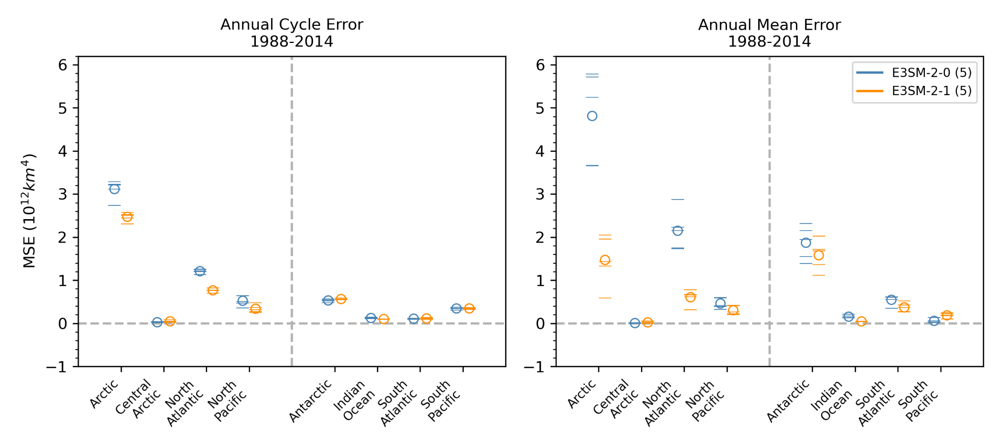 Annual Cycle Error
1988-2014
MSE (10¹²km⁴)
6
5
4
3
2
1
0
−1
Arctic
Central
Arctic
North
Atlantic
North
Pacific
Antarctic
Indian
Ocean
South
Atlantic
South
Pacific
Annual Mean Error
1988-2014
6
5
4
3
2
1
0
−1
E3SM-2-0 (5)
E3SM-2-1 (5)
Arctic
Central
Arctic
North
Atlantic
North
Pacific
Antarctic
Indian
Ocean
South
Atlantic
South
Pacific